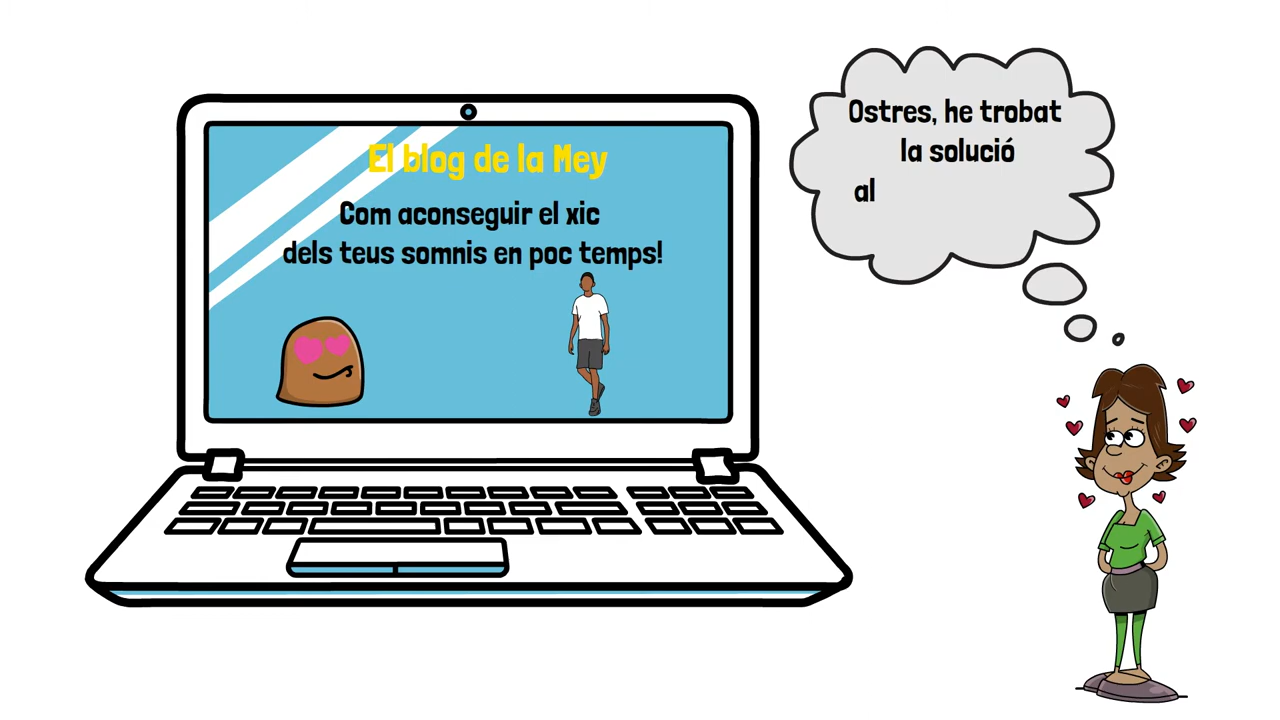 El blog de la Mey
Com aconseguir el xic
dels teus somnis en poc temps!
Ostres, he trobat
la solució
al